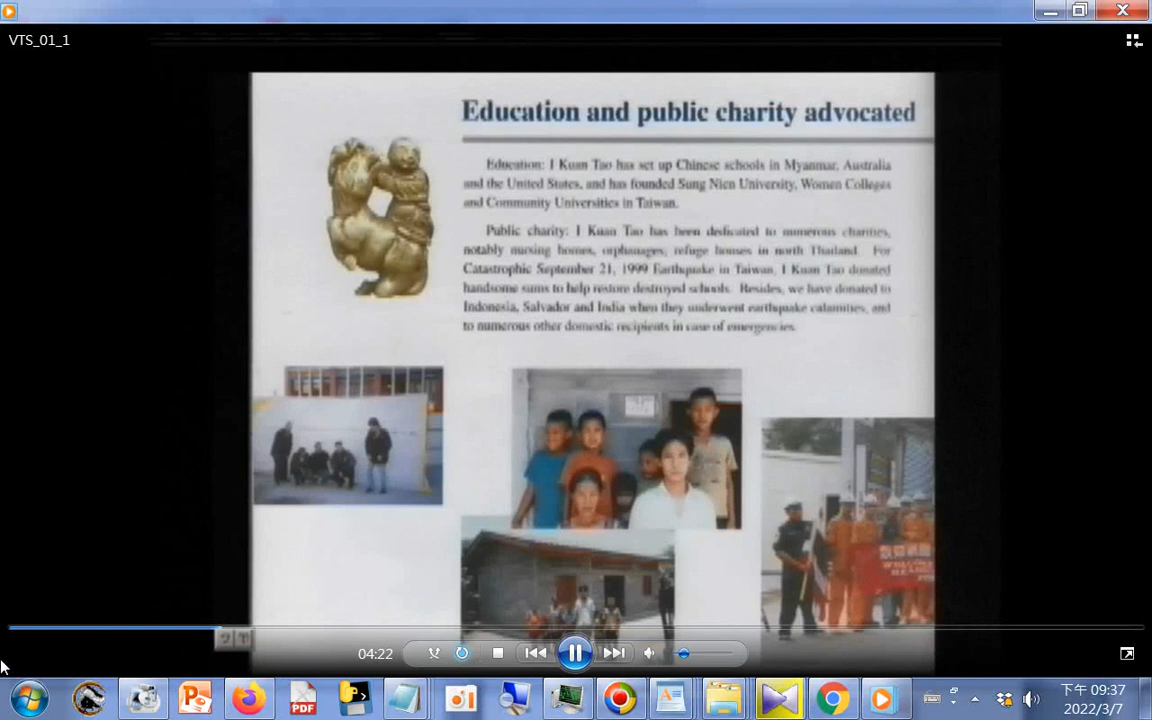 VTS_01_1
Education and public charity advocated
Education: I Kuan Tao has set up Chinese schools in Myanmar, Australia
and the United States, and has founded Sung Nien University, Women Colleges
and Community Universities in Taiwan.
Public charity: I Kuan Tao has been dedicated to numerous charities,
notably nursing homes, orphanages, refuge houses in north Thailand. For
Catastrophic September 21, 1999 Earthquake in Taiwan, I Kuan Tao donated
handsome sums to help restore destroyed schools. Besides, we have donated to
Indonesia, Salvador and India when they underwent earthquake calamities, and
to numerous other domestic recipients in case of emergencies.
04:22
PDF
下午 09:37
2022/3/7